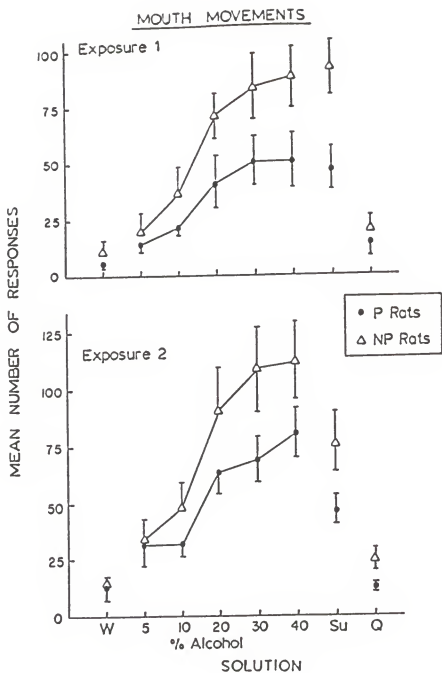 MOUTH MOVEMENTS
Exposure 1
100
75
50
25
0
MEAN NUMBER OF RESPONSES
• P Rats
△ NP Rats
Exposure 2
125
100
75
50
25
0
W 5 10 20 30 40 Su Q
% Alcohol
SOLUTION